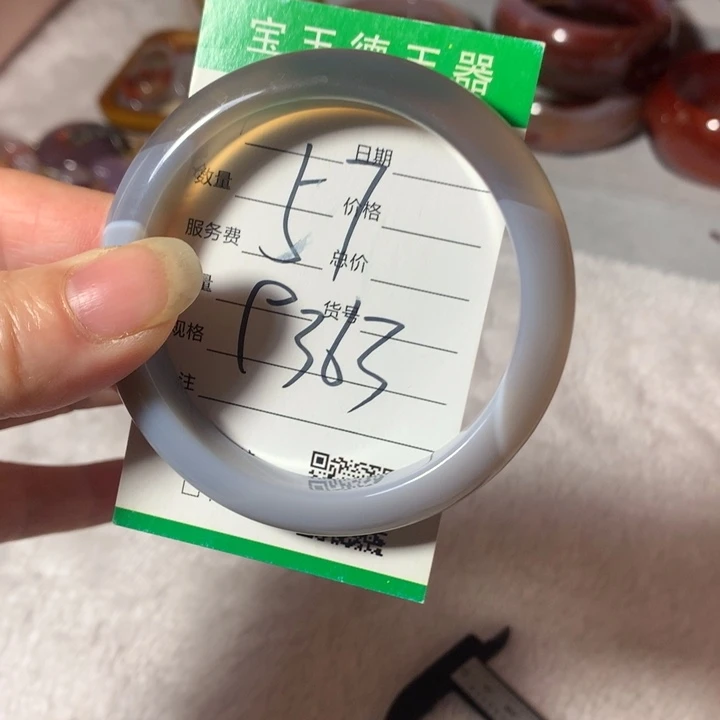 宝玉德玉器
日期
数量 价格
服务费 总价
量 货号
规格
注
57
P363